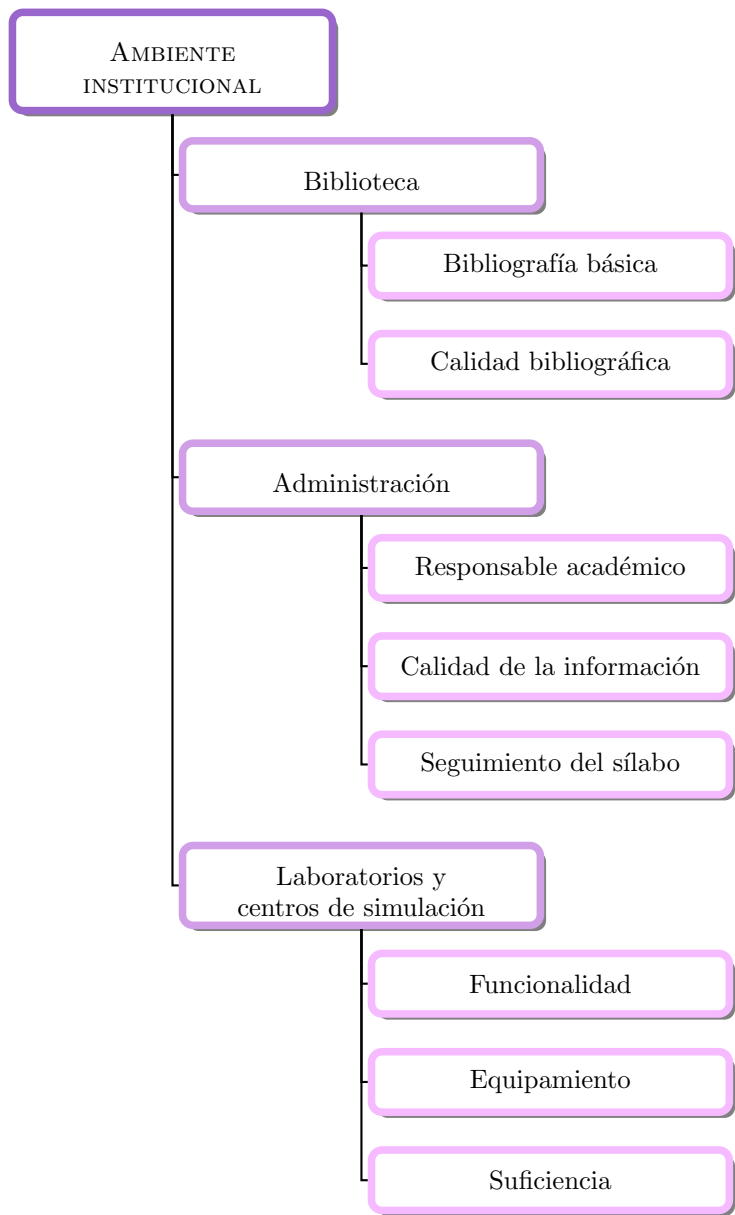 AMBIENTE
INSTITUCIONAL
Biblioteca
Bibliografía básica
Calidad bibliográfica
Administración
Responsable académico
Calidad de la información
Seguimiento del sílabo
Laboratorios y
centros de simulación
Funcionalidad
Equipamiento
Suficiencia